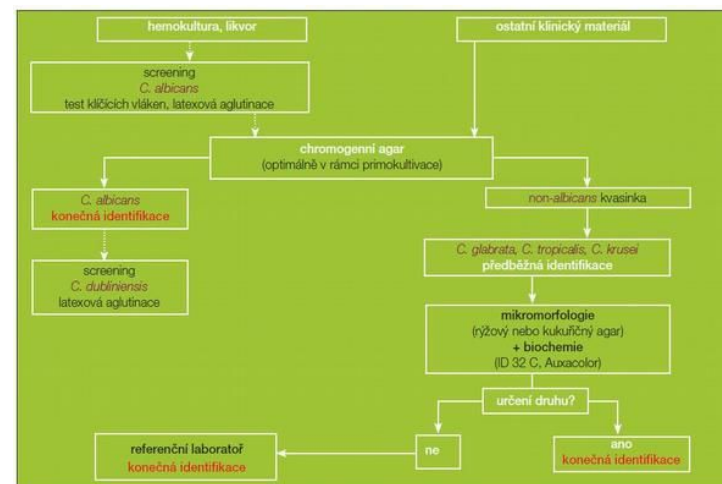 hemokultura, likvor
ostatní klinický materiál
screening
C. albicans
test klíčících vláken, latexová aglutinace
chromogenní agar
(optimálně v rámci primokultivace)
C. albicans
konečná identifikace
non-albicans kvasinka
screening
C. dubliniensis
latexová aglutinace
C. glabrata, C. tropicalis, C. krusei
předběžná identifikace
mikromorfologie
(rýžový nebo kukuřičný agar)
+ biochemie
(ID 32 C, Auxacolor)
určení druhu?
referenční laboratoř
konečná identifikace
ne
ano
konečná identifikace